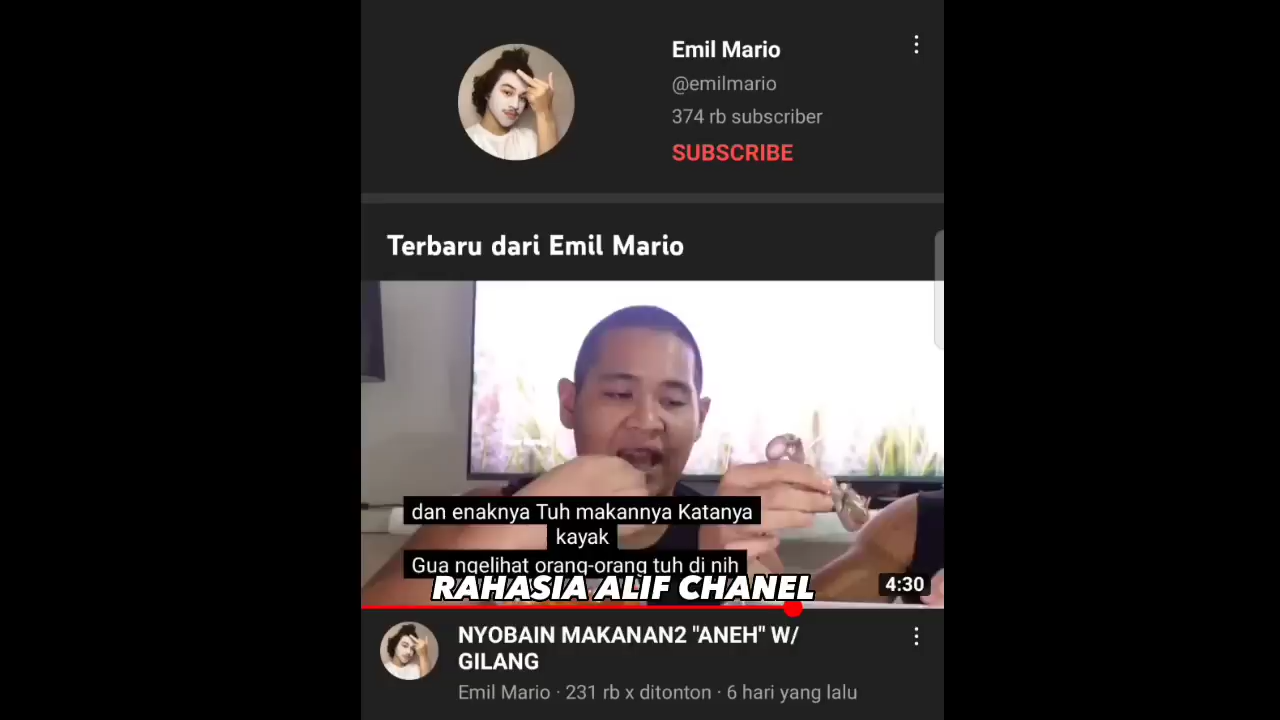 Emil Mario
@emilmario
374 rb subscriber
SUBSCRIBE
Terbaru dari Emil Mario
dan enaknya Tuh makannya Katanya
kayak
Gua ngelihat orang-orang tuh di nih
RAHASIA ALIF CHANEL
4:30
NYOBAIN MAKANAN2 "ANEH" W/
GILANG
Emil Mario · 231 rb x ditonton · 6 hari yang lalu